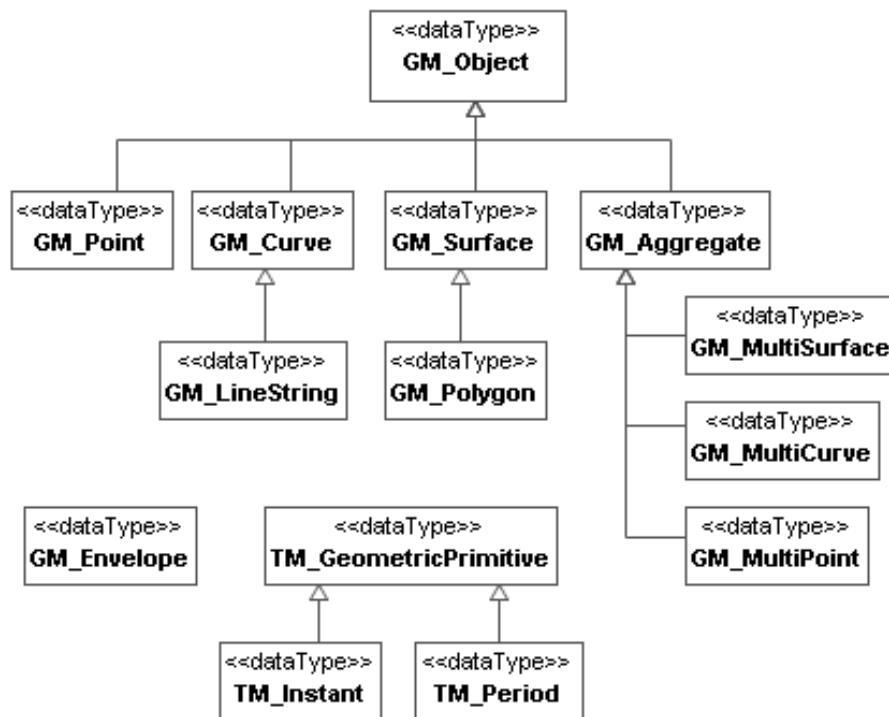 <<dataType>>
GM_Object
<<dataType>>
GM_Point
<<dataType>>
GM_Curve
<<dataType>>
GM_Surface
<<dataType>>
GM_Aggregate
<<dataType>>
GM_MultiSurface
<<dataType>>
GM_LineString
<<dataType>>
GM_Polygon
<<dataType>>
GM_MultiCurve
<<dataType>>
GM_Envelope
<<dataType>>
TM_GeometricPrimitive
<<dataType>>
GM_MultiPoint
<<dataType>>
TM_Instant
<<dataType>>
TM_Period